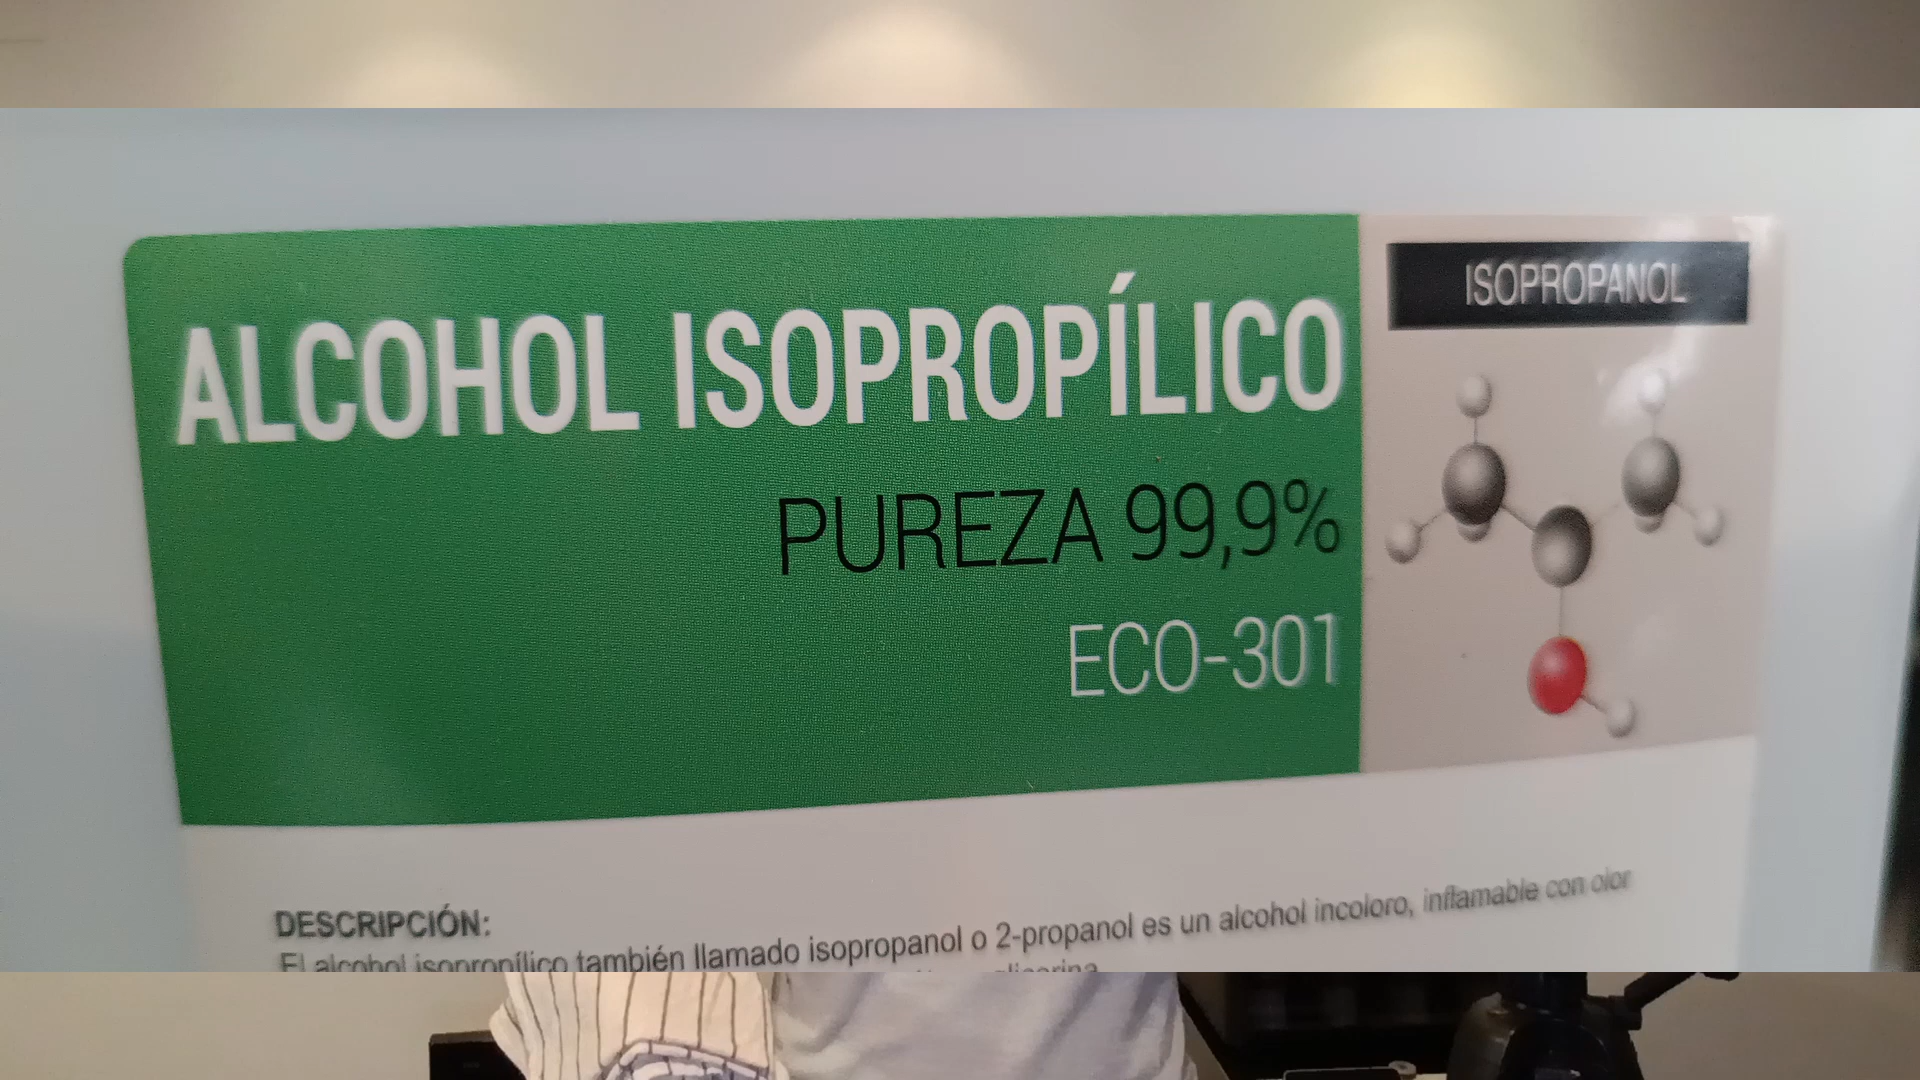 ALCOHOL ISOPROPÍLICO
PUREZA 99,9%
ECO-301
ISOPROPANOL
DESCRIPCIÓN:
El alcohol isopropílico también llamado isopropanol o 2-propanol es un alcohol incoloro, inflamable con olor